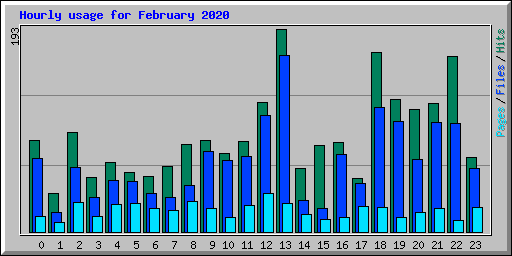 Hourly usage for February 2020
193
Pages / Files / Hits
0 1 2 3 4 5 6 7 8 9 10 11 12 13 14 15 16 17 18 19 20 21 22 23